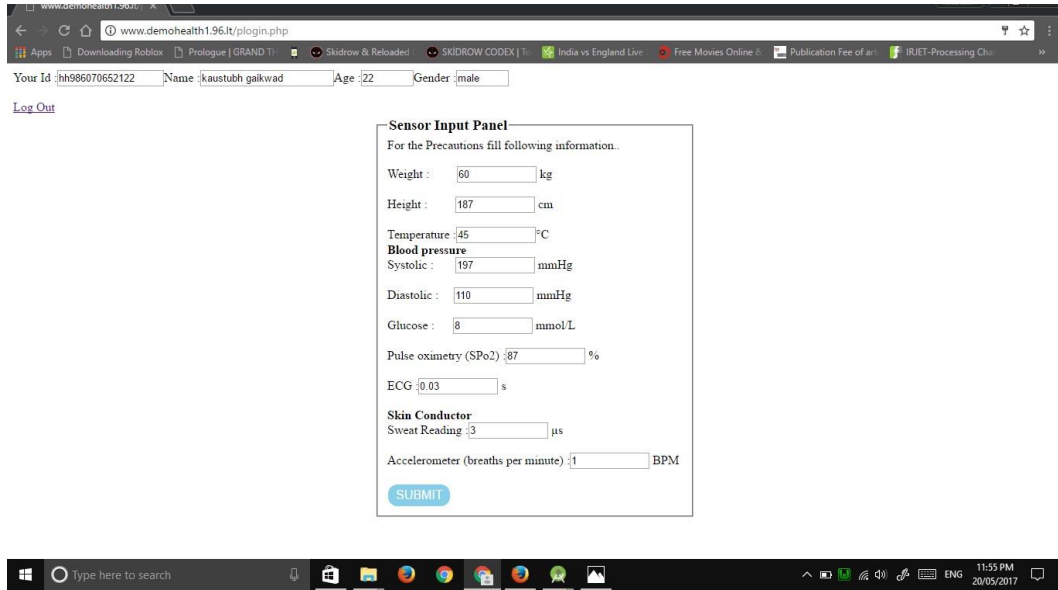 www.demohealth1.96.lt/
www.demohealth1.96.lt/plogin.php
Apps Downloading Roblox Prologue | GRAND TH Skidrow & Reloaded SKIDROW CODEX | India vs England Live Free Movies Online & Publication Fee of art IRJET-Processing Cha »
Your Id : hh986070652122 Name : kaustubh gaikwad Age : 22 Gender : male
Log Out
Sensor Input Panel
For the Precautions fill following information..
Weight : 60 kg
Height : 187 cm
Temperature : 45 °C
Blood pressure
Systolic : 197 mmHg
Diastolic : 110 mmHg
Glucose : 8 mmol/L
Pulse oximetry (SPo2) : 87 %
ECG : 0.03 s
Skin Conductor
Sweat Reading : 3 µs
Accelerometer (breaths per minute) : 1 BPM
SUBMIT
Type here to search
ENG
11:55 PM
20/05/2017